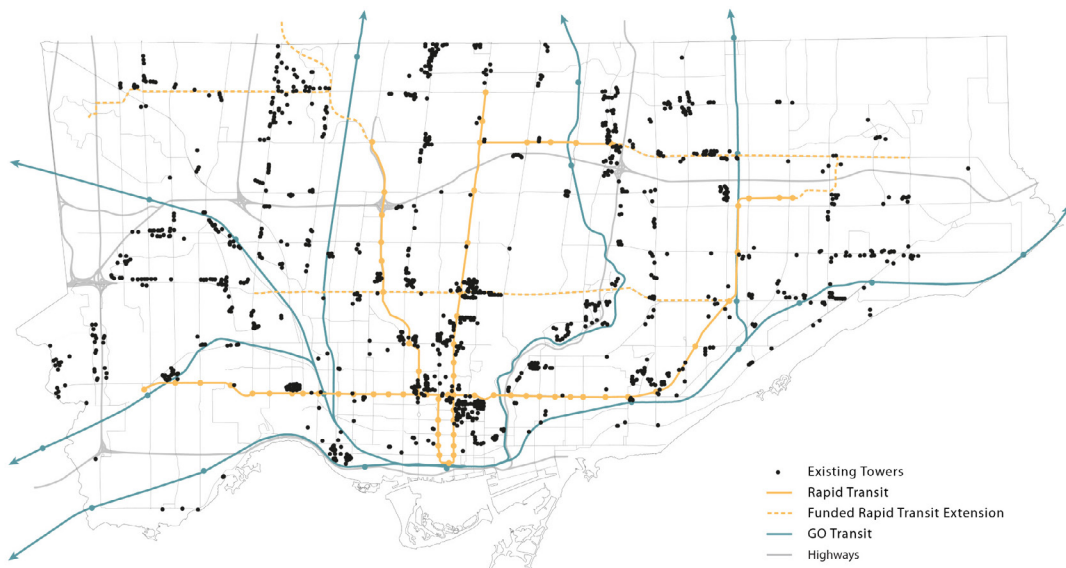 Existing Towers
Rapid Transit
Funded Rapid Transit Extension
GO Transit
Highways